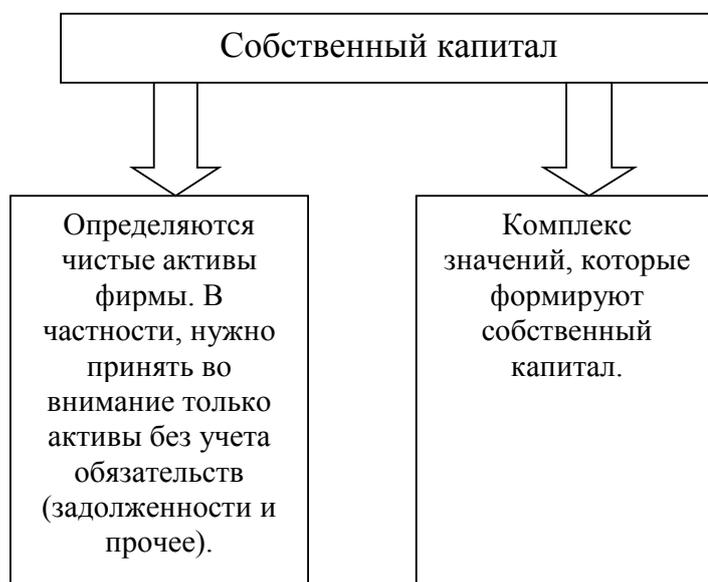 Собственный капитал
Определяются
чистые активы
фирмы. В
частности, нужно
принять во
внимание только
активы без учета
обязательств
(задолженности и
прочее).
Комплекс
значений, которые
формируют
собственный
капитал.